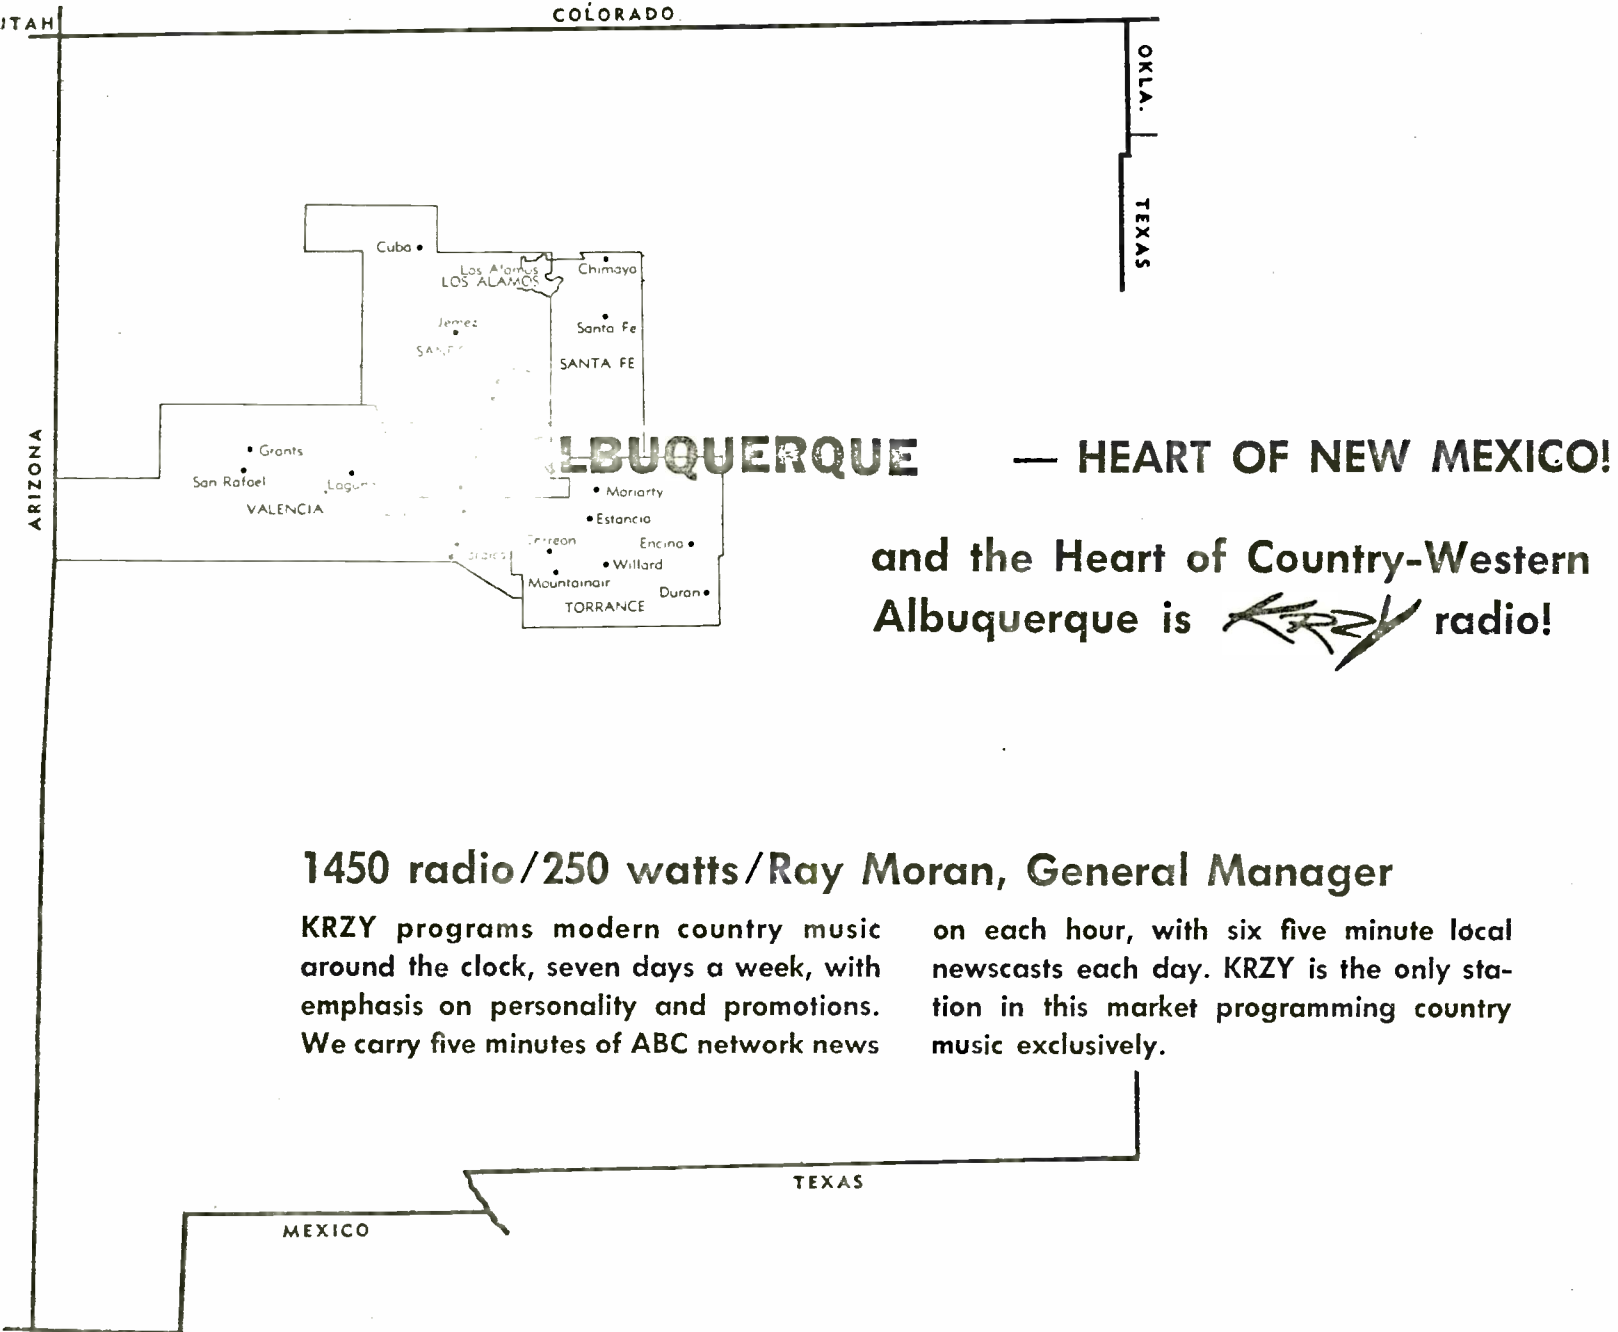 UTAH
COLORADO
OKLA.
TEXAS
Cuba
Los Alamos
LOS ALAMOS
Chimayo
Jemez
Santa Fe
SANTA FE
ARIZONA
Grants
San Rafael
VALENCIA
LBUQUERQUE — HEART OF NEW MEXICO!
Moriarty
Estancia
Encino
Willard
Mountainair
Duran
TORRANCE
and the Heart of Country-Western
Albuquerque is KRZY radio!
1450 radio/250 watts/Ray Moran, General Manager
KRZY programs modern country music
around the clock, seven days a week, with
emphasis on personality and promotions.
We carry five minutes of ABC network news
on each hour, with six five minute local
newscasts each day. KRZY is the only sta-
tion in this market programming country
music exclusively.
TEXAS
MEXICO